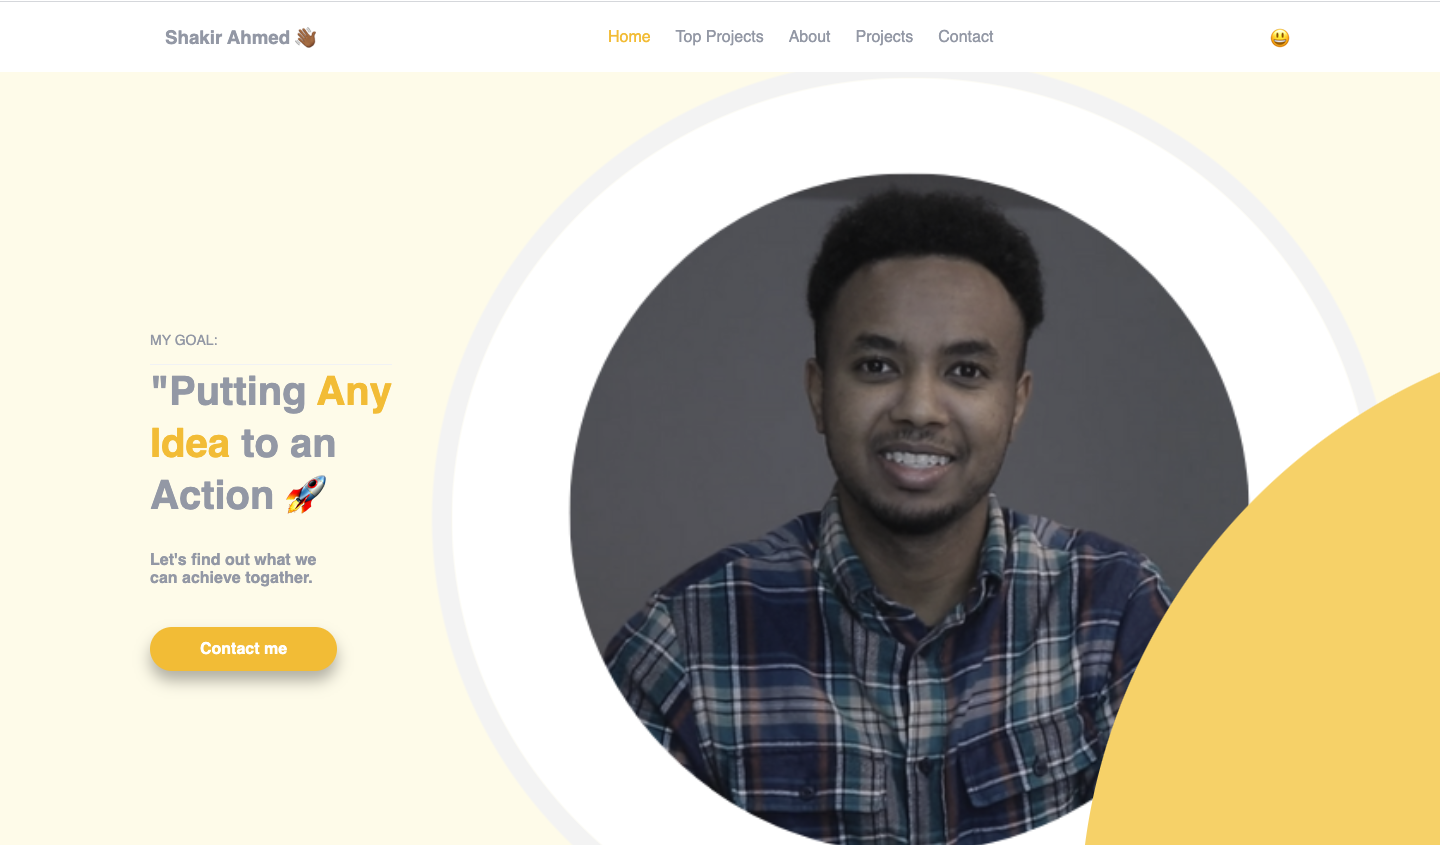 Shakir Ahmed 👋🏾
Home Top Projects About Projects Contact 😃
MY GOAL:
"Putting Any
Idea to an
Action 🚀
Let's find out what we
can achieve togather.
Contact me